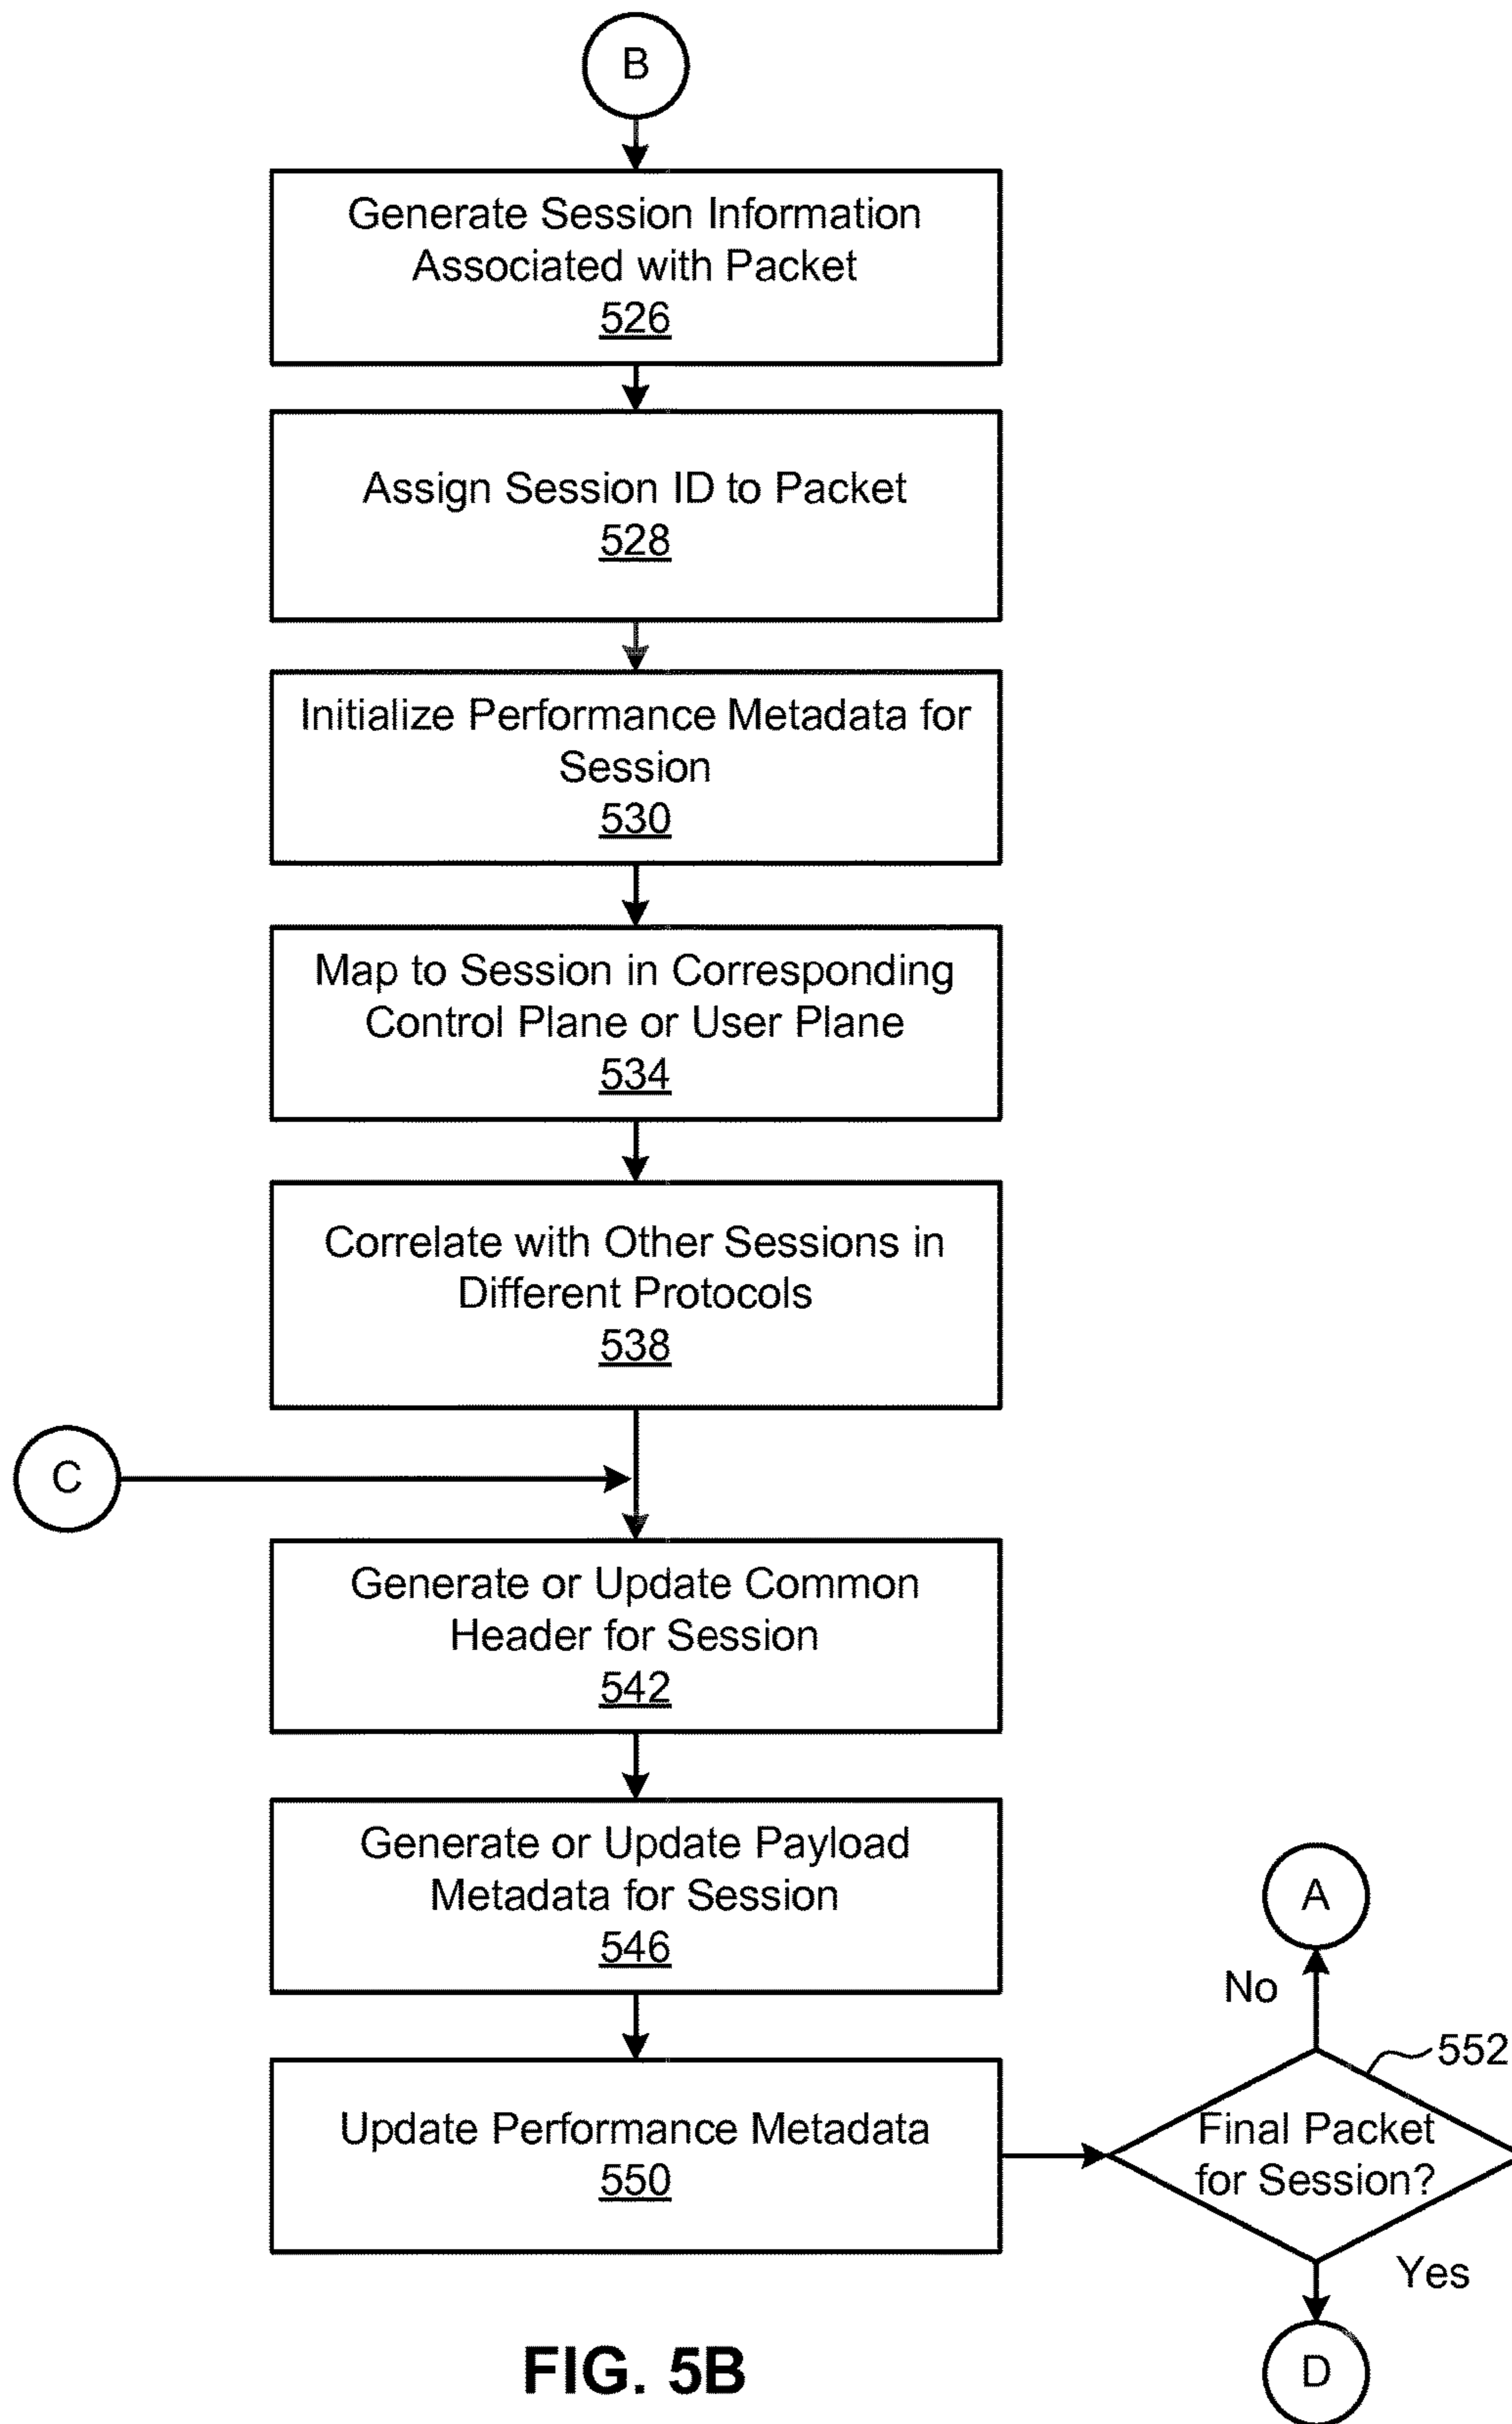 B
Generate Session Information
Associated with Packet
526
Assign Session ID to Packet
528
Initialize Performance Metadata for
Session
530
Map to Session in Corresponding
Control Plane or User Plane
534
Correlate with Other Sessions in
Different Protocols
538
C
Generate or Update Common
Header for Session
542
Generate or Update Payload
Metadata for Session
546
A
No
552
Update Performance Metadata
550
Final Packet
for Session?
Yes
D
FIG. 5B